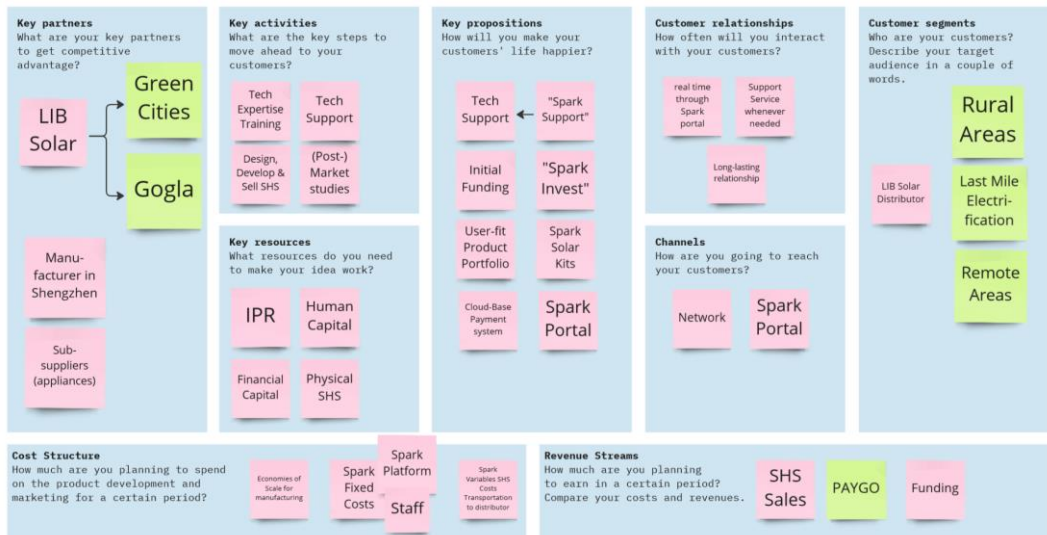 Key partners
What are your key partners
to get competitive
advantage?
LIB
Solar
Green
Cities
Gogla
Manu-
facturer in
Shengzhen
Sub-
suppliers
(appliances)
Key activities
What are the key steps to
move ahead to your
customers?
Tech
Expertise
Training
Tech
Support
Design,
Develop &
Sell SHS
(Post-)
Market
studies
Key resources
What resources do you
need to make your idea work?
IPR
Human
Capital
Financial
Capital
Physical
SHS
Key propositions
How will you make your
customers' life happier?
Tech
Support
"Spark
Support"
Initial
Funding
"Spark
Invest"
User-fit
Product
Portfolio
Spark
Solar
Kits
Cloud-Base
Payment
system
Spark
Portal
Customer relationships
How often will you interact
with your customers?
real time
through
Spark
portal
Support
Service
whenever
needed
Long-lasting
relationship
Channels
How are you going to reach
your customers?
Network
Spark
Portal
Customer segments
Who are your customers?
Describe your target
audience in a couple of
words.
LIB Solar
Distributor
Rural
Areas
Last Mile
Electri-
fification
Remote
Areas
Cost Structure
How much are you planning to spend
on the product development and
marketing for a certain period?
Economies of
Scale for
manufacturing
Spark
Fixed
Costs
Spark
Platform
Staff
Spark
Variables SHS
Costs
Transportation
to distributor
Revenue Streams
How much are you planning
to earn in a certain period?
Compare your costs and revenues.
SHS
Sales
PAYGO
Funding